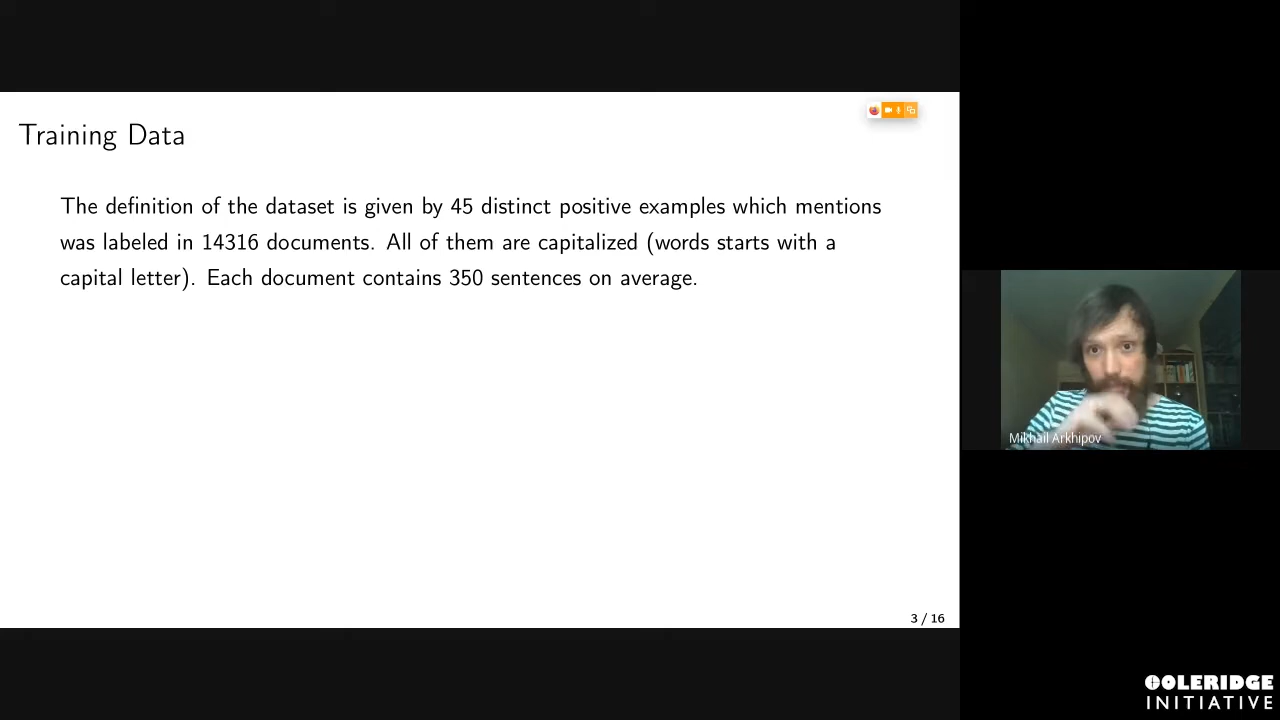 Training Data
The definition of the dataset is given by 45 distinct positive examples which mentions
was labeled in 14316 documents. All of them are capitalized (words starts with a
capital letter). Each document contains 350 sentences on average.
3 / 16
Mikhail Arkhipov
COLERIDGE
INITIATIVE